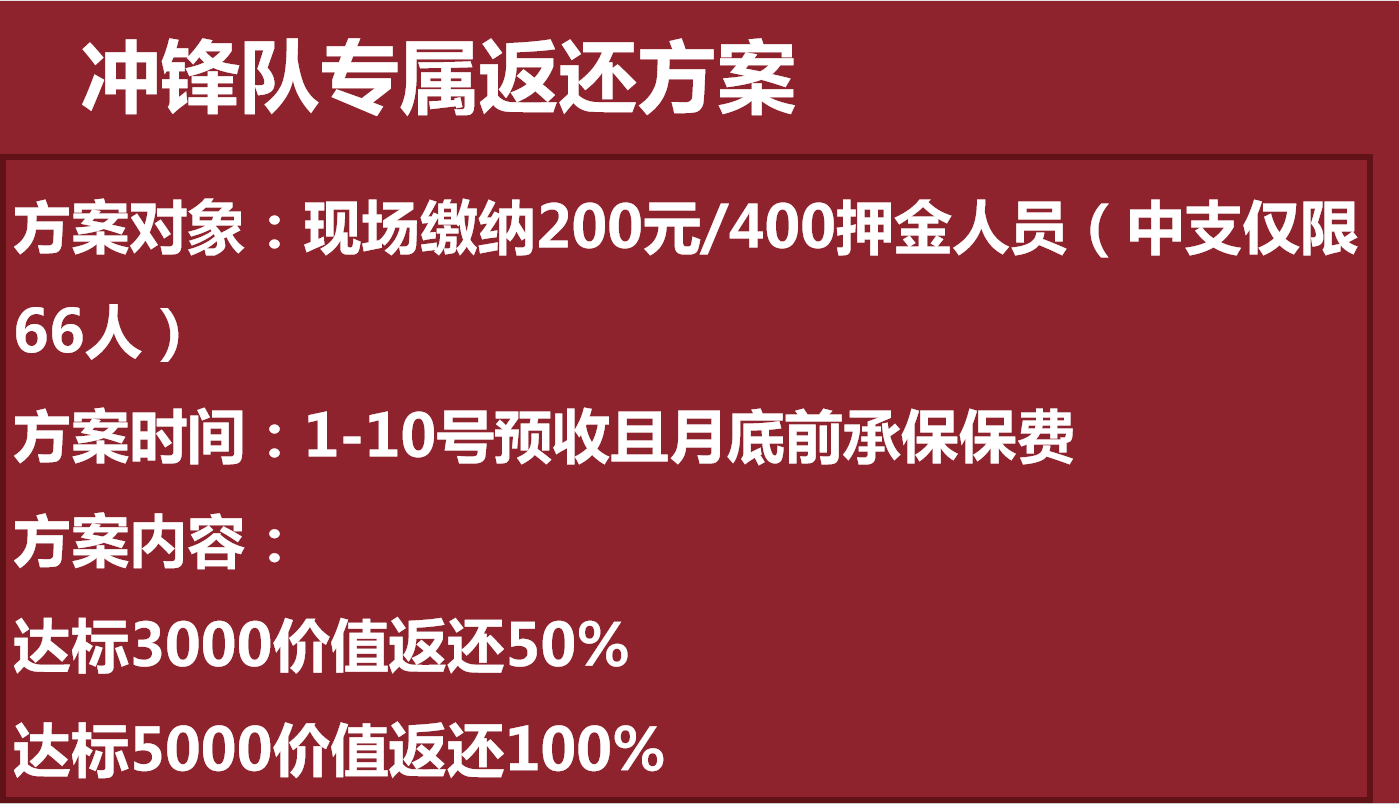 冲锋队专属返还方案
方案对象：现场缴纳200元/400押金人员（中支仅限
66人）
方案时间：1-10号预收且月底前承保保费
方案内容：
达标3000价值返还50%
达标5000价值返还100%